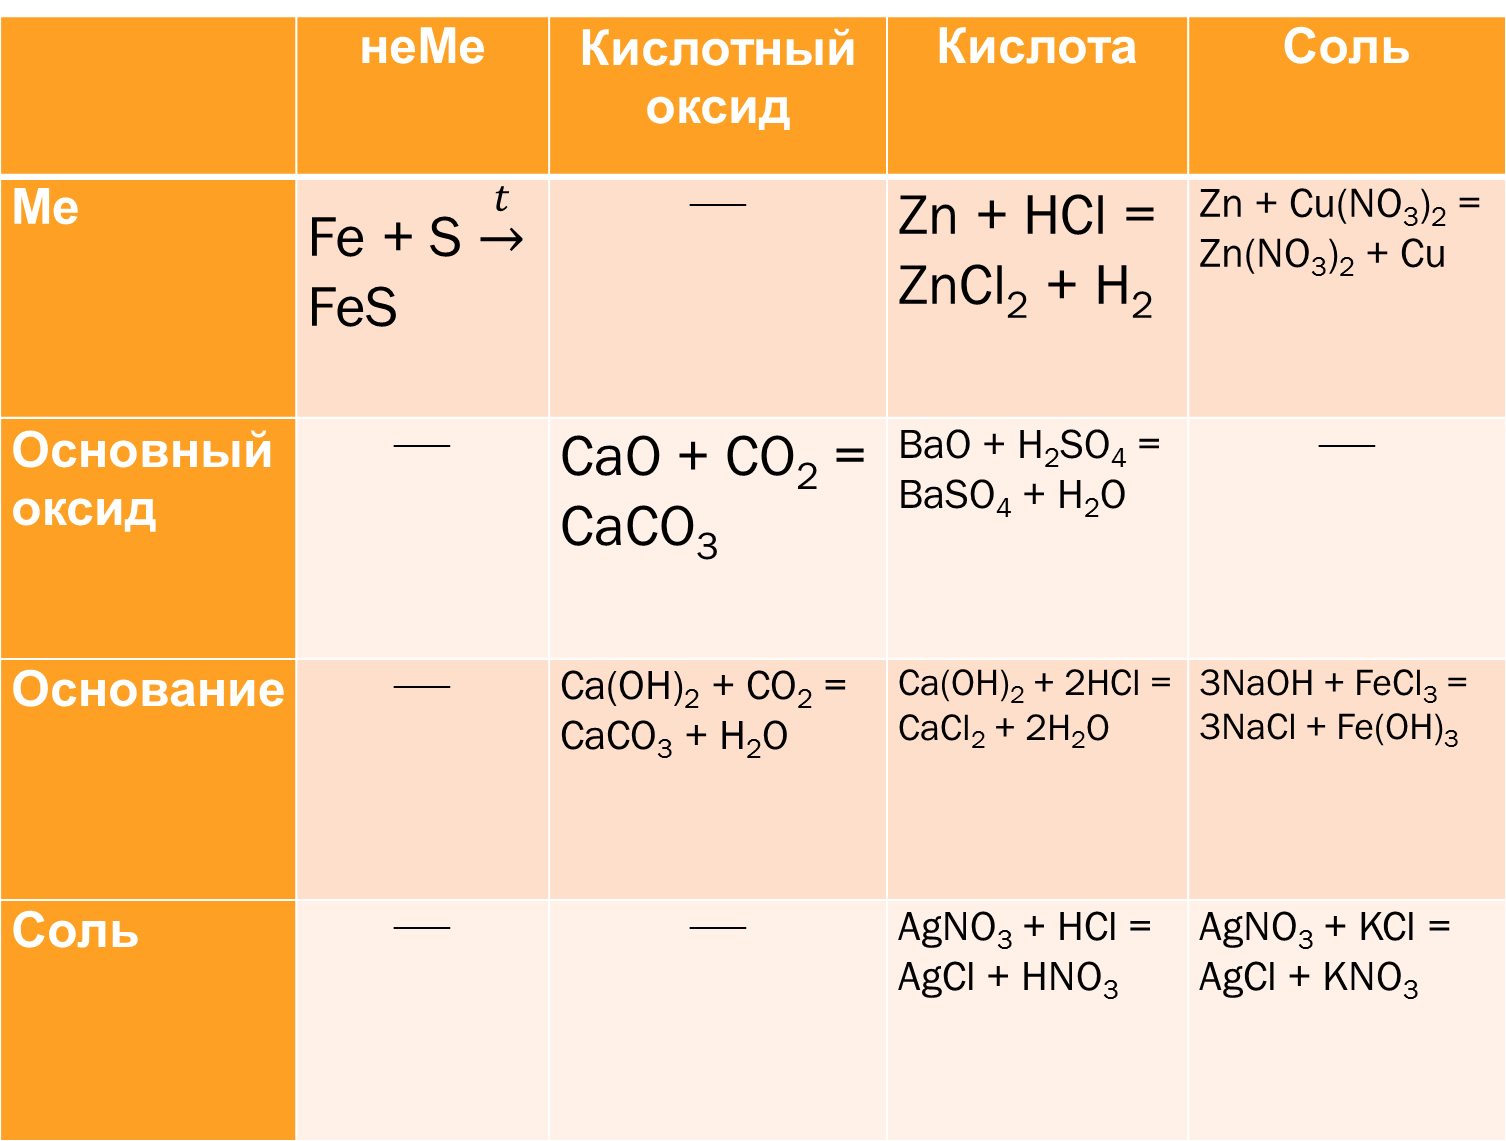 неМе
Кислотный
оксид
Кислота
Соль
Ме
Fe + S →
t
FeS
—
Zn + HCl =
ZnCl₂ + H₂
Zn + Cu(NO₃)₂ =
Zn(NO₃)₂ + Cu
Основный
оксид
—
CaO + CO₂ =
CaCO₃
BaO + H₂SO₄ =
BaSO₄ + H₂O
—
Основание
—
Ca(OH)₂ + CO₂ =
CaCO₃ + H₂O
Ca(OH)₂ + 2HCl =
CaCl₂ + 2H₂O
3NaOH + FeCl₃ =
3NaCl + Fe(OH)₃
Соль
—
—
AgNO₃ + HCl =
AgCl + HNO₃
AgNO₃ + KCl =
AgCl + KNO₃